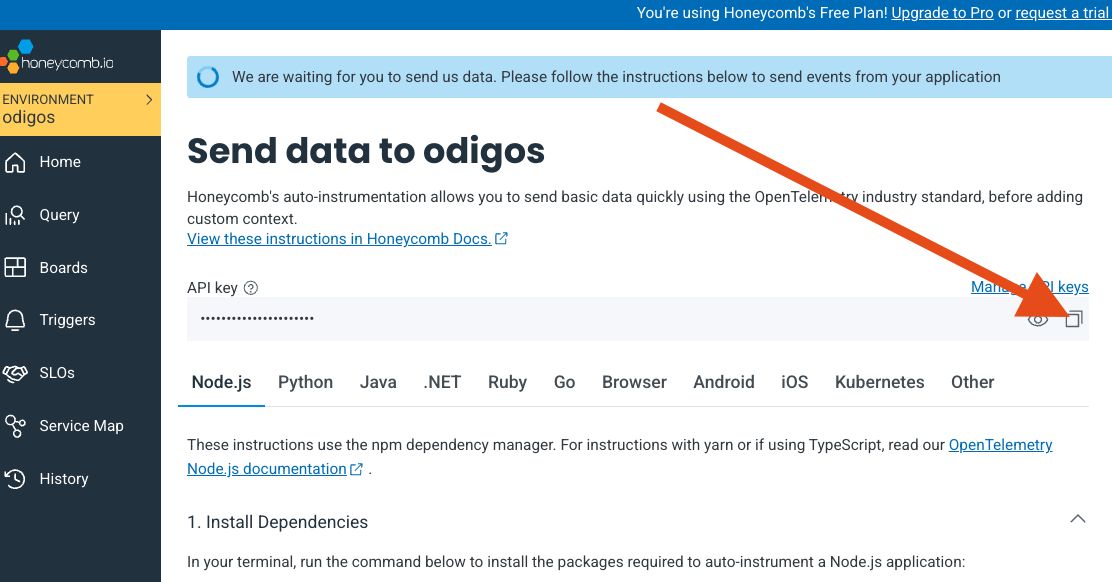 You're using Honeycomb's Free Plan! Upgrade to Pro or request a trial
honeycomb.io
ENVIRONMENT
odigos
Home
Query
Boards
Triggers
SLOs
Service Map
History
We are waiting for you to send us data. Please follow the instructions below to send events from your application
Send data to odigos
Honeycomb's auto-instrumentation allows you to send basic data quickly using the OpenTelemetry industry standard, before adding
custom context.
View these instructions in Honeycomb Docs.
API key
Manage API keys
••••••••••••••••••••••
Node.js Python Java .NET Ruby Go Browser Android iOS Kubernetes Other
These instructions use the npm dependency manager. For instructions with yarn or if using TypeScript, read our OpenTelemetry
Node.js documentation .
1. Install Dependencies
In your terminal, run the command below to install the packages required to auto-instrument a Node.js application: